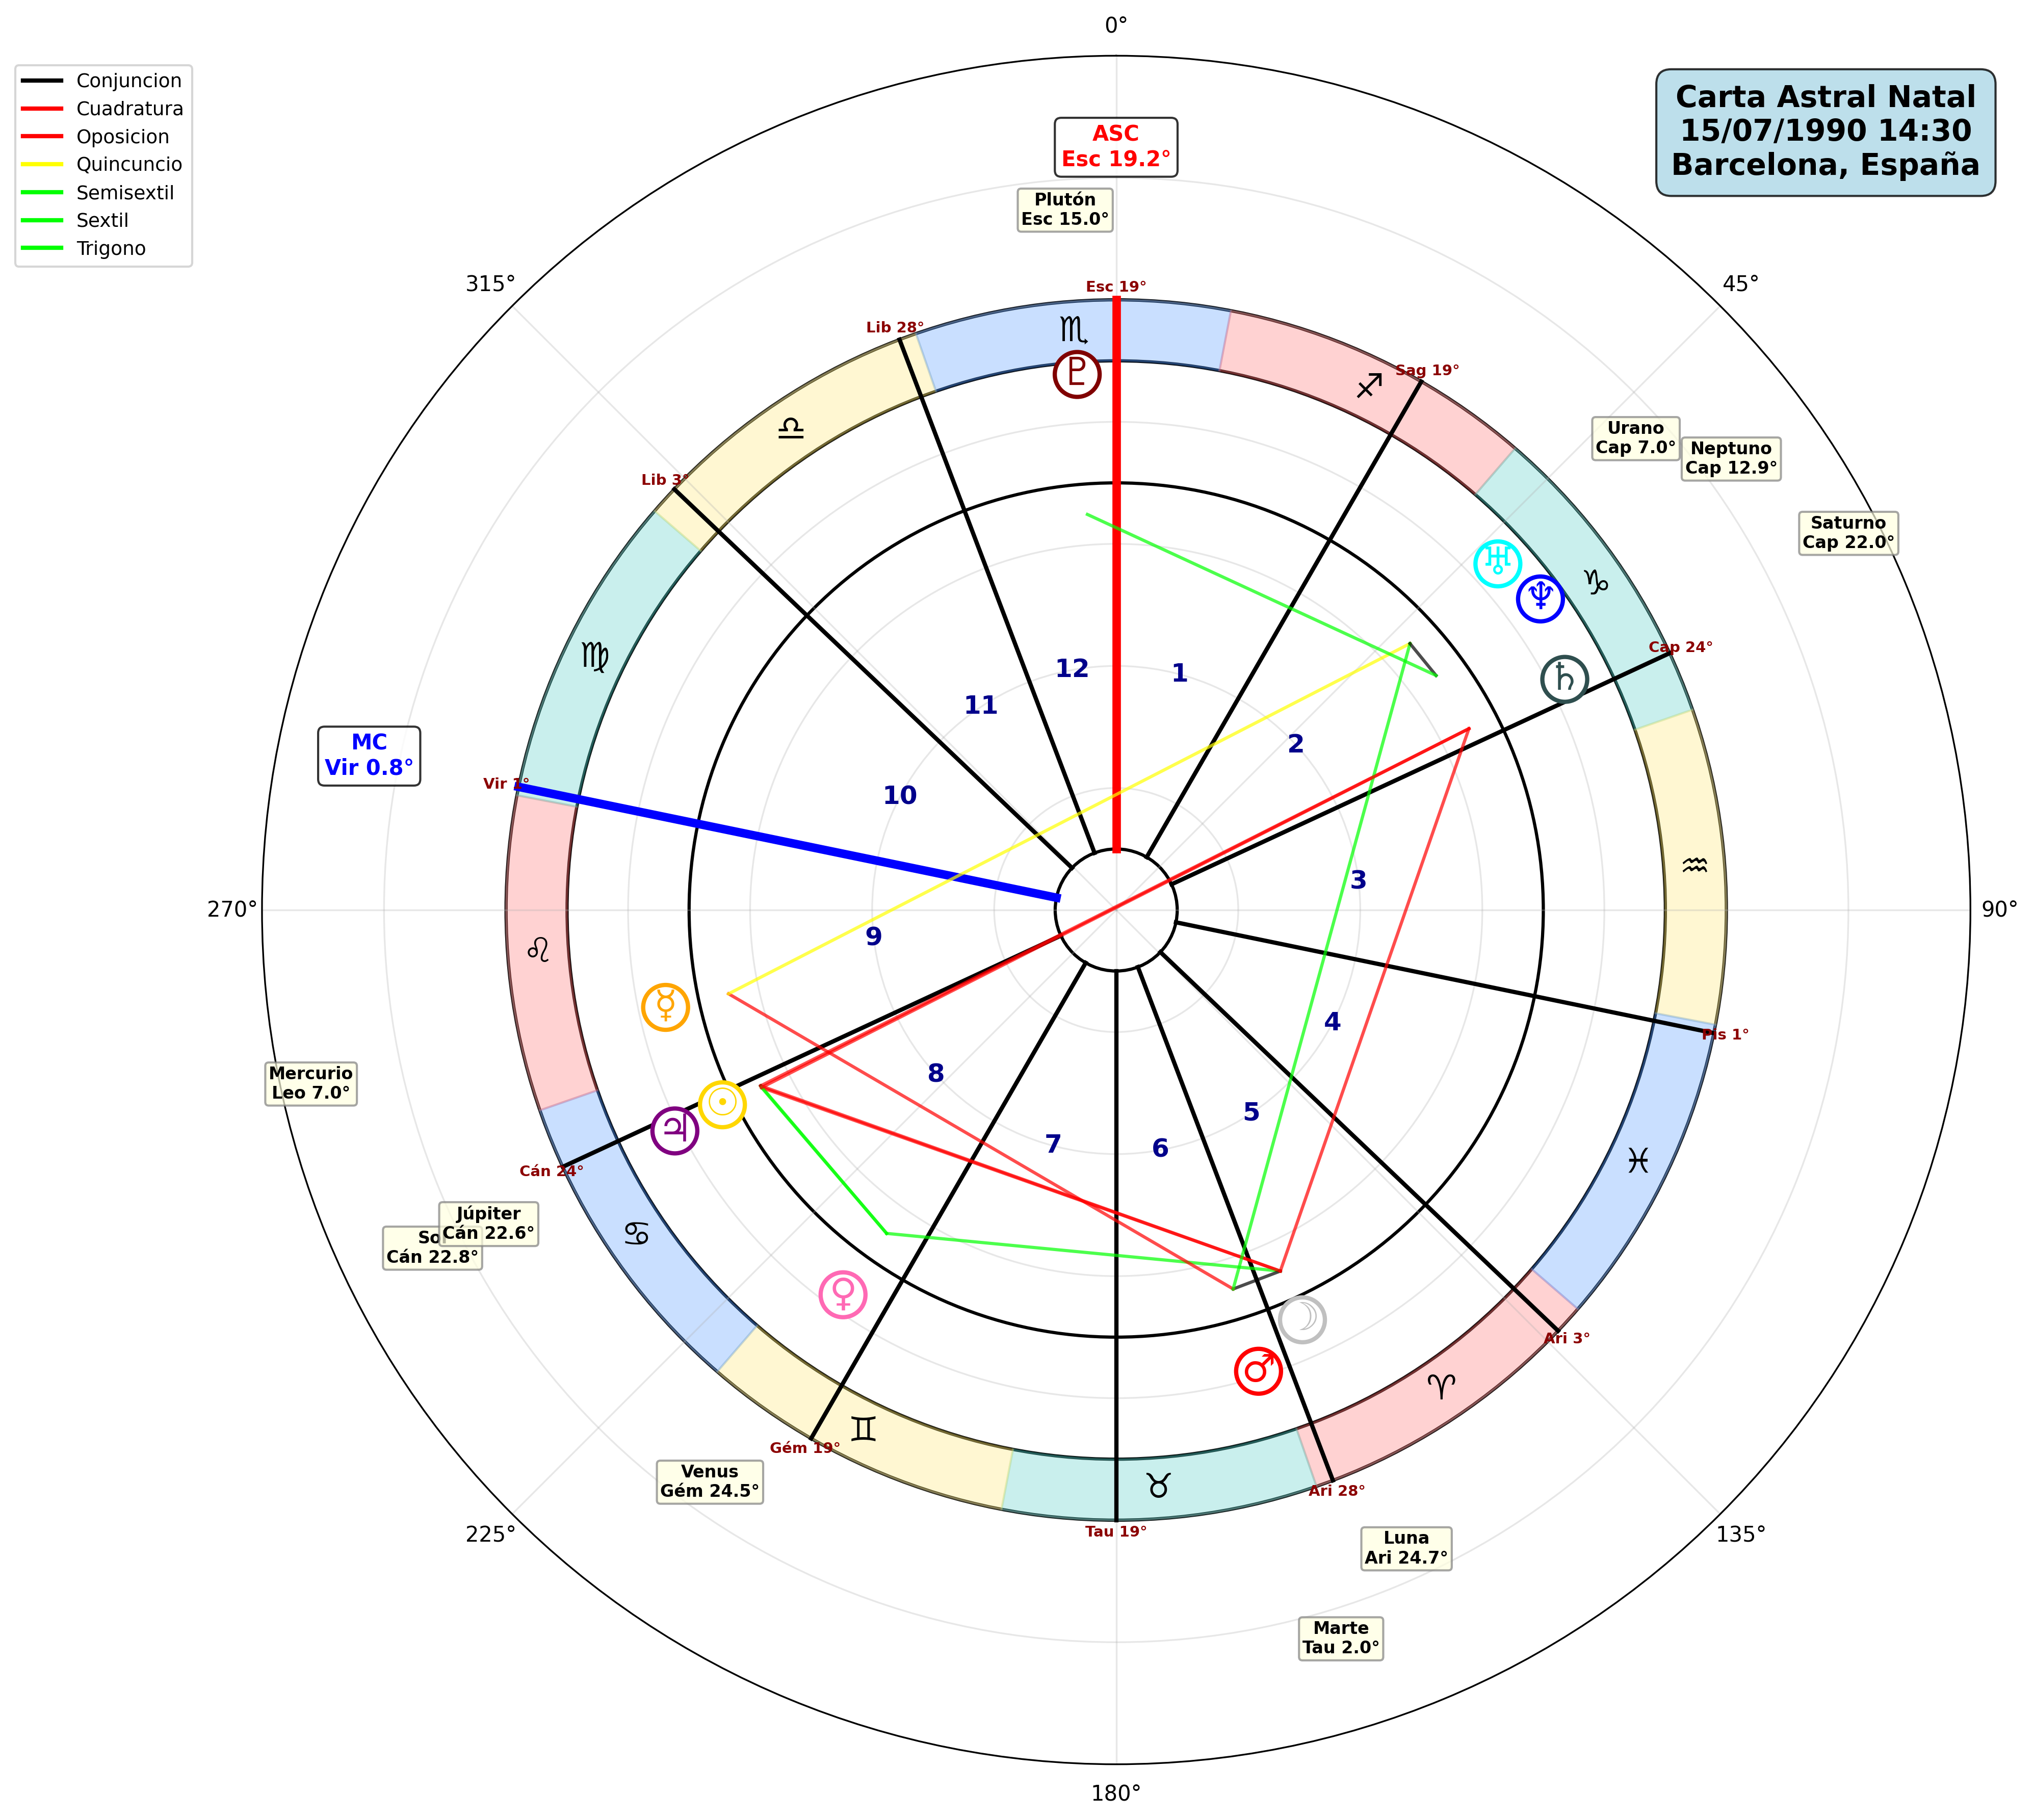 0°
Conjuncion
Cuadratura
Oposicion
Quincuncio
Semisextil
Sextil
Trigono
Carta Astral Natal
15/07/1990 14:30
Barcelona, España
ASC
Esc 19.2°
Plutón
Esc 15.0°
315°
45°
Esc 19°
Lib 28°
Sag 19°
Lib 3°
Urano
Cap 7.0°
Neptuno
Cap 12.9°
Saturno
Cap 22.0°
Cap 24°
12
1
11
2
10
MC
Vir 0.8°
Vir 1°
3
270°
90°
9
4
Pis 1°
8
5
7
6
Mercurio
Leo 7.0°
Cán 24°
Júpiter
Cán 22.6°
Sol
Cán 22.8°
Ari 3°
Gém 19°
Venus
Gém 24.5°
Ari 28°
Tau 19°
225°
135°
Luna
Ari 24.7°
Marte
Tau 2.0°
180°